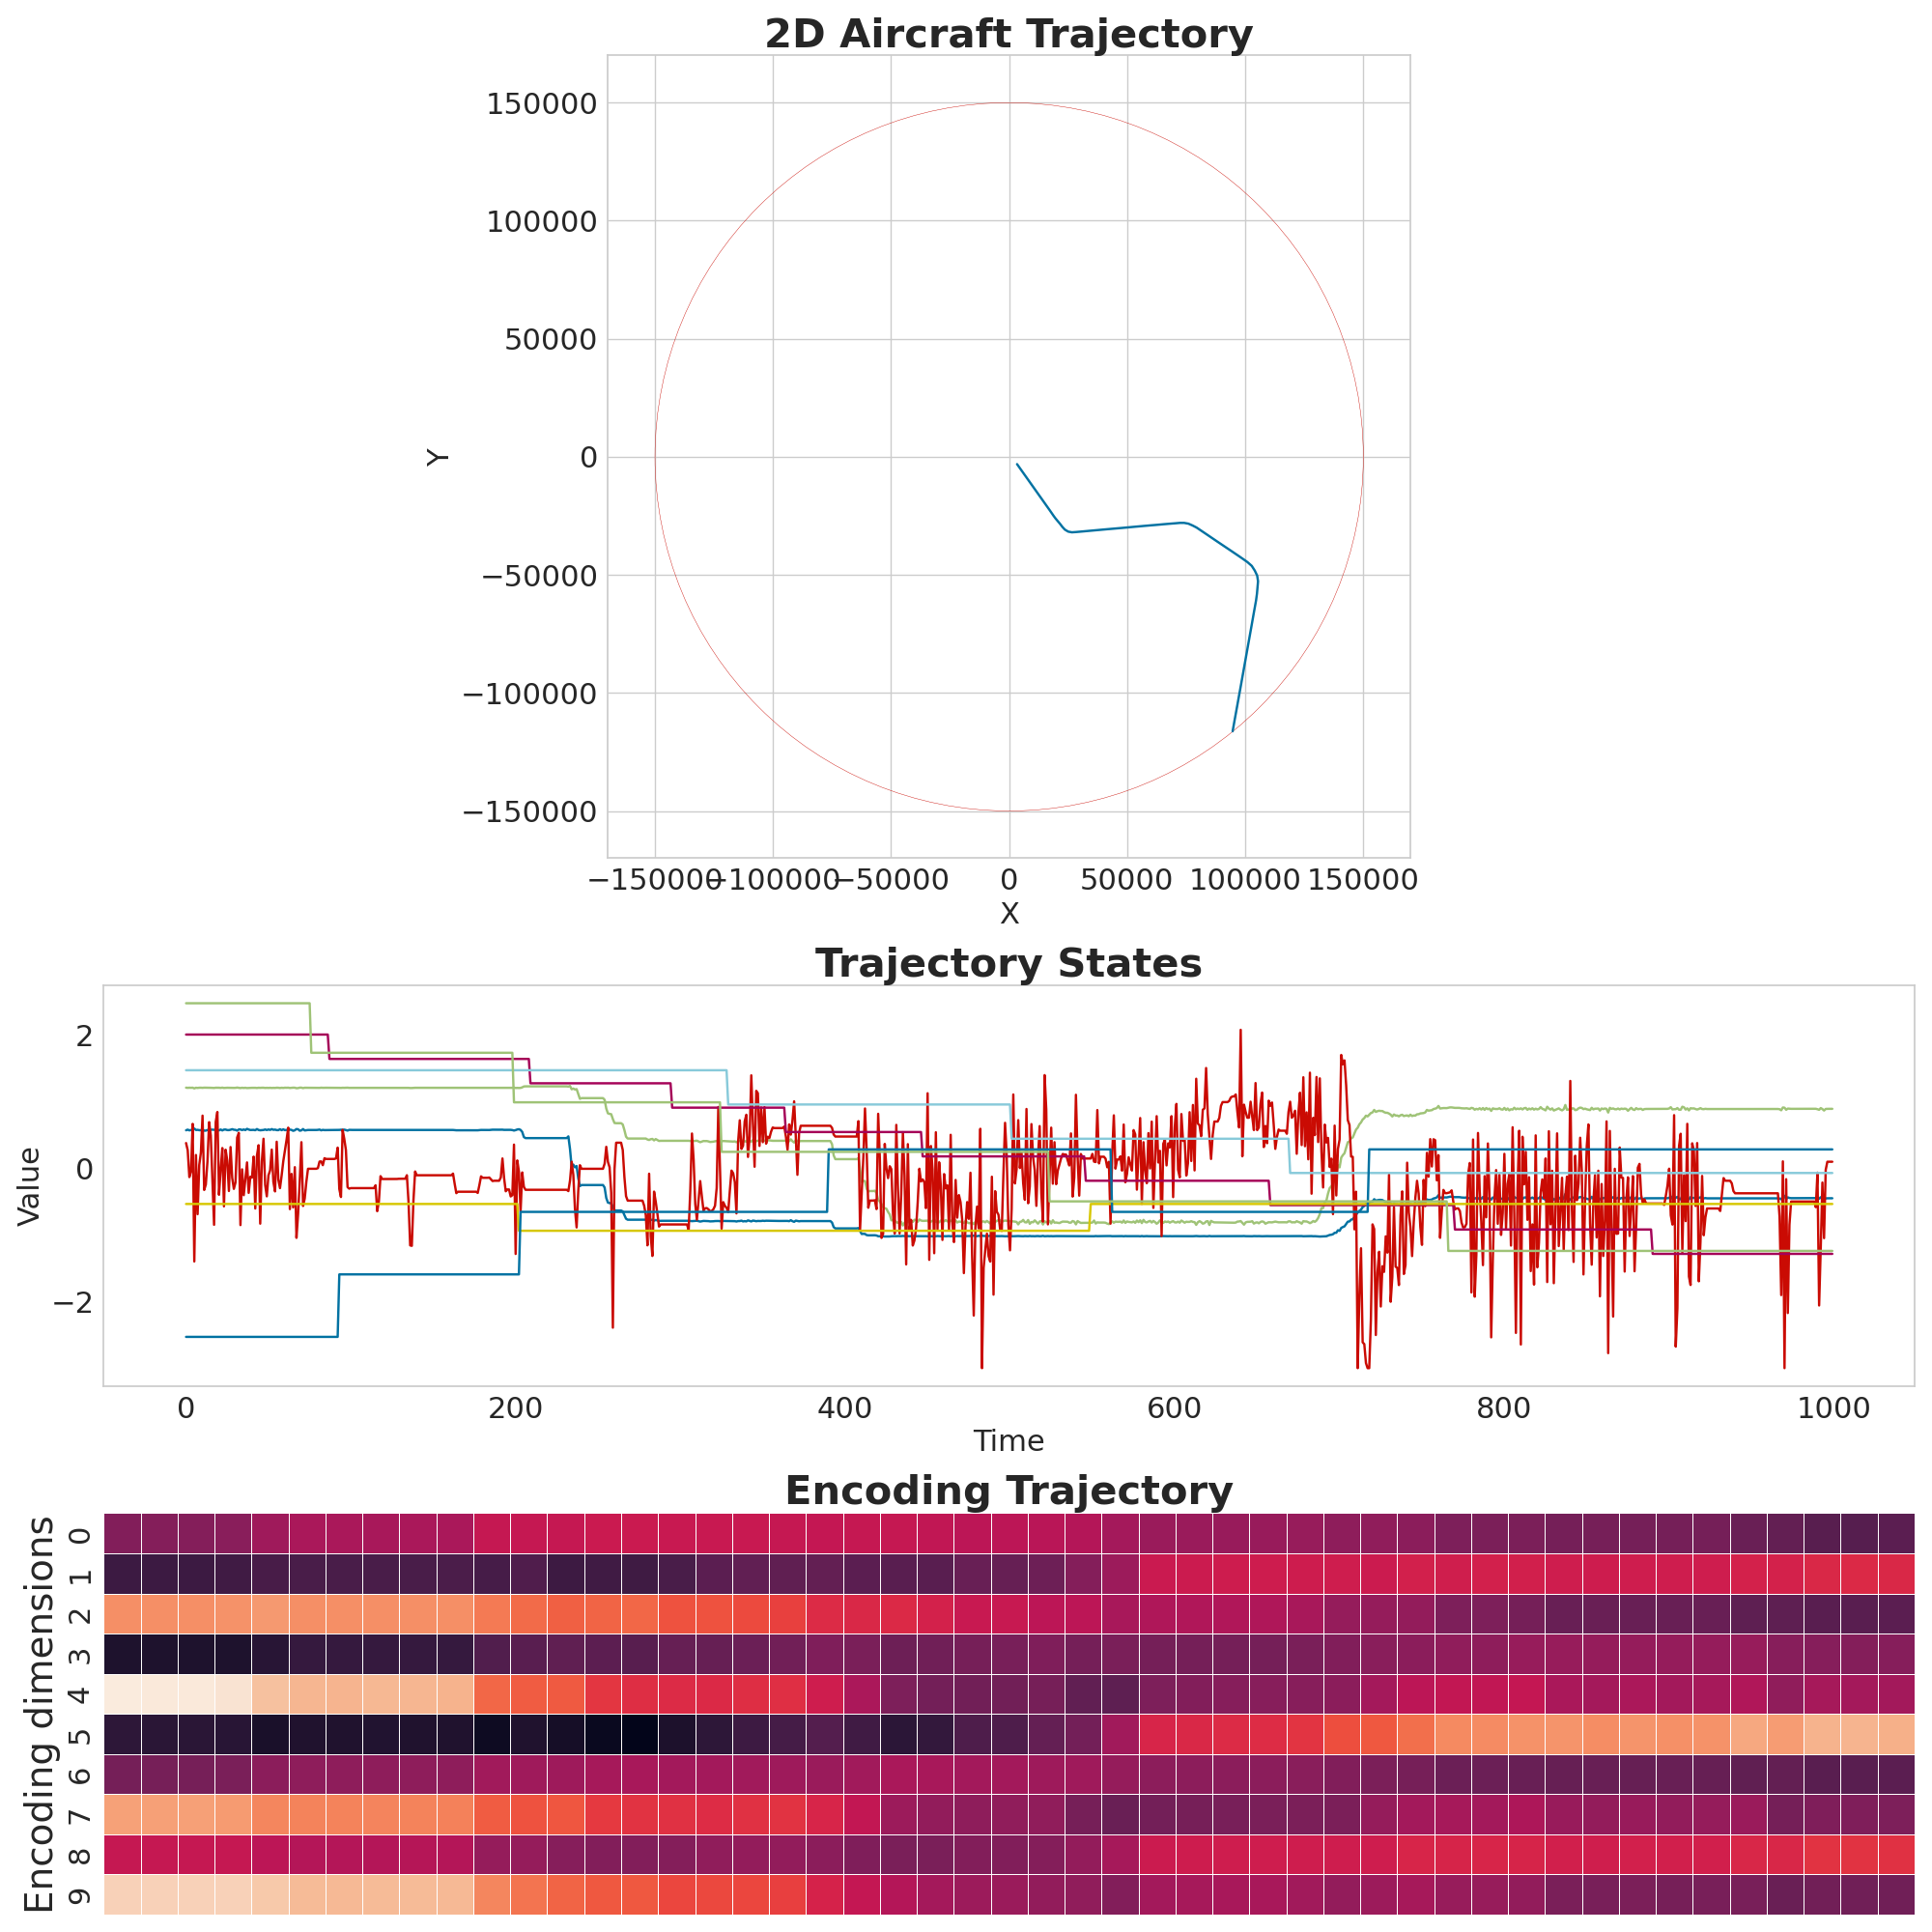 2D Aircraft Trajectory
150000
100000
50000
0
−50000
−100000
−150000
Y
−150000 −100000 −50000 0 50000 100000 150000
X
Trajectory States
2
0
−2
Value
0 200 400 600 800 1000
Time
Encoding Trajectory
Encoding dimensions
0
1
2
3
4
5
6
7
8
9